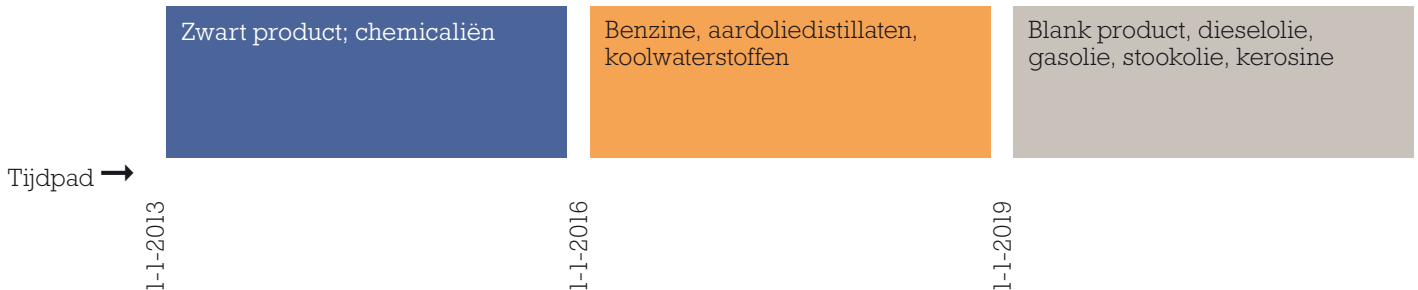 Zwart product; chemicaliën
Benzine, aardoliedistillaten,
koolwaterstoffen
Blank product, dieselolie,
gasolie, stookolie, kerosine
Tijdpad
1-1-2013
1-1-2016
1-1-2019